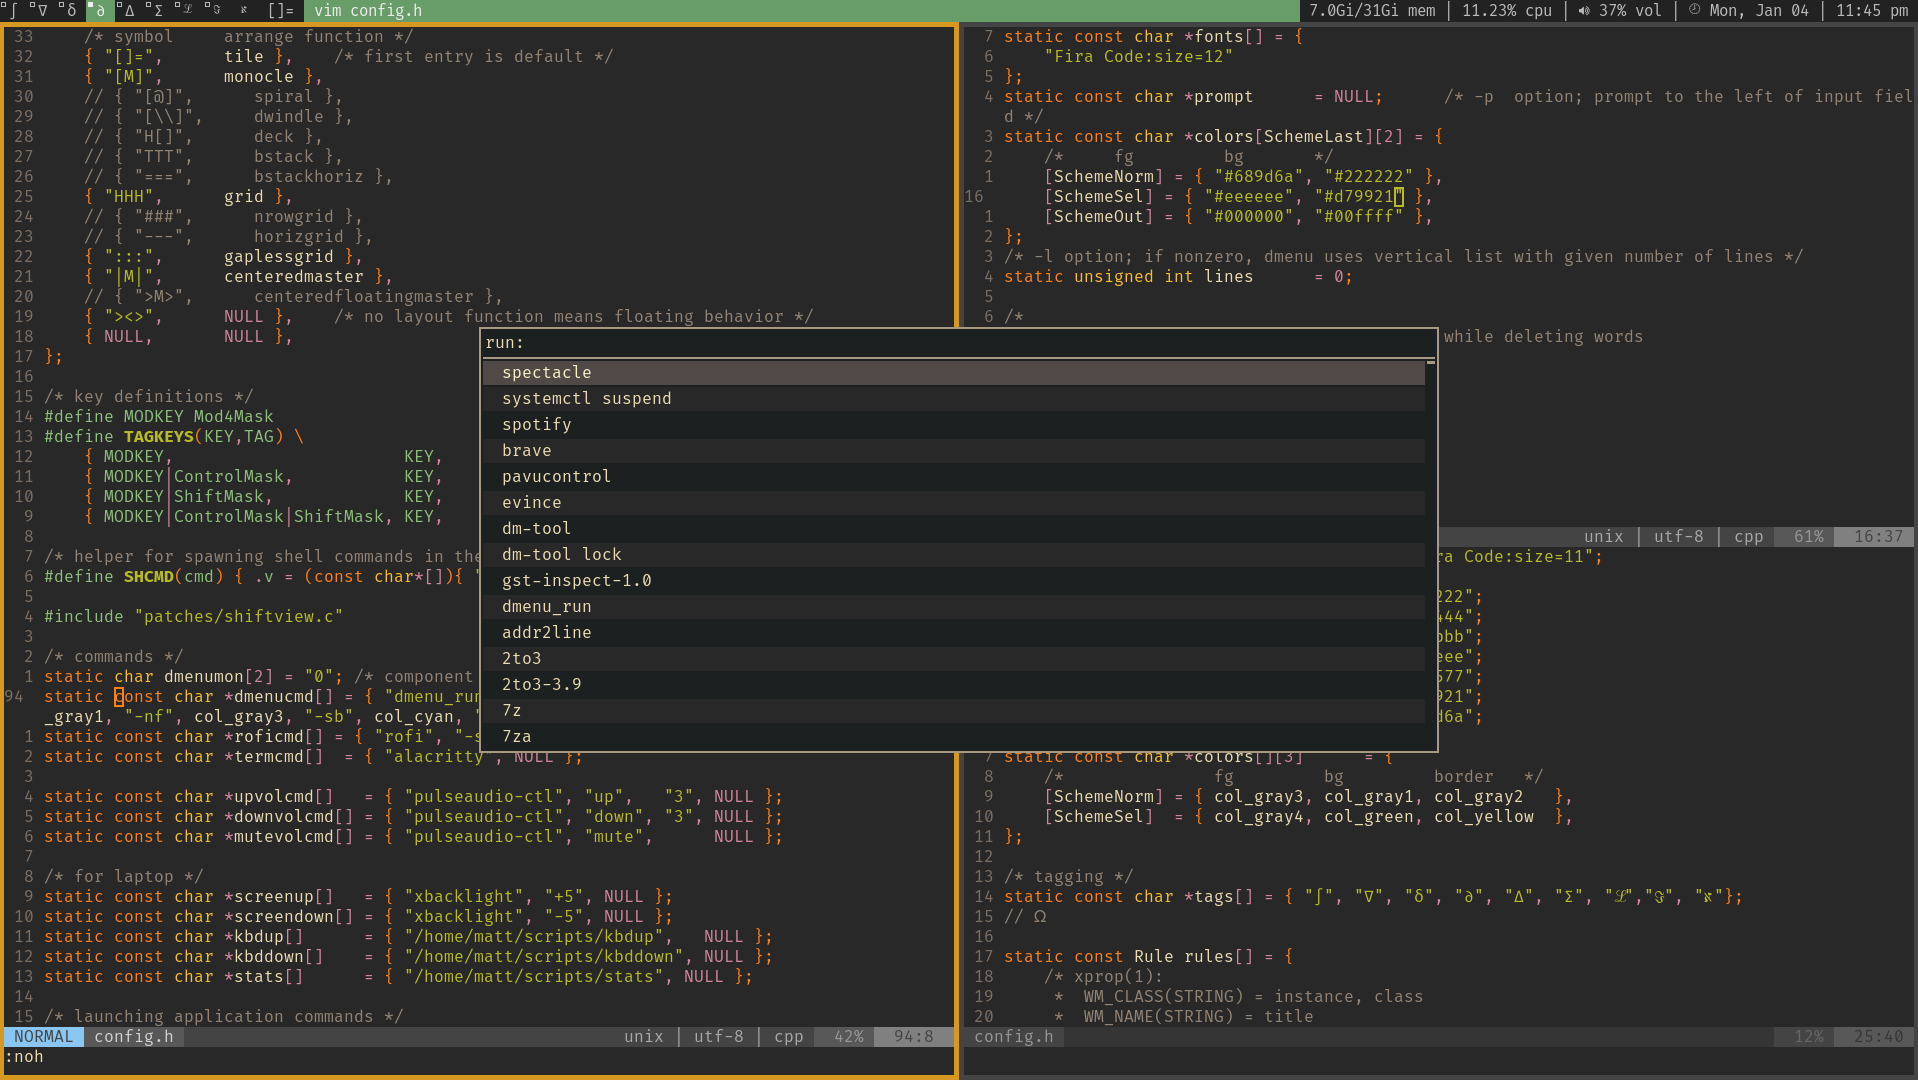 ∫ ∇ δ ∂ Δ Σ ℒ ℑ ℵ []= vim config.h 7.0Gi/31Gi mem | 11.23% cpu | 37% vol | Mon, Jan 04 | 11:45 pm
33 /* symbol arrange function */
32 { "[]=", tile }, /* first entry is default */
31 { "[M]", monocle },
30 // { "[@]", spiral },
29 // { "[\\]", dwindle },
28 // { "H[]", deck },
27 // { "TTT", bstack },
26 // { "===", bstackhoriz },
25 { "HHH", grid },
24 // { "###", nrowgrid },
23 // { "---", horizgrid },
22 { ":::", gaplessgrid },
21 { "|M|", centeredmaster },
20 // { ">M>", centeredfloatingmaster },
19 { "><>", NULL }, /* no layout function means floating behavior */
18 { NULL, NULL },
17 };
16
15 /* key definitions */
14 #define MODKEY Mod4Mask
13 #define TAGKEYS(KEY,TAG) \
12 { MODKEY, KEY,
11 { MODKEY|ControlMask, KEY,
10 { MODKEY|ShiftMask, KEY,
9 { MODKEY|ControlMask|ShiftMask, KEY,
8
7 /* helper for spawning shell commands in the
6 #define SHCMD(cmd) { .v = (const char*[]){ "
5
4 #include "patches/shiftview.c"
3
2 /* commands */
1 static char dmenumon[2] = "0"; /* component
94 static const char *dmenucmd[] = { "dmenu_run
_gray1, "-nf", col_gray3, "-sb", col_cyan, "
1 static const char *roficmd[] = { "rofi", "-s
2 static const char *termcmd[] = { "alacritty", NULL };
3
4 static const char *upvolcmd[] = { "pulseaudio-ctl", "up", "3", NULL };
5 static const char *downvolcmd[] = { "pulseaudio-ctl", "down", "3", NULL };
6 static const char *mutevolcmd[] = { "pulseaudio-ctl", "mute", NULL };
7
8 /* for laptop */
9 static const char *screenup[] = { "xbacklight", "+5", NULL };
10 static const char *screendown[] = { "xbacklight", "-5", NULL };
11 static const char *kbdup[] = { "/home/matt/scripts/kbdup", NULL };
12 static const char *kbddown[] = { "/home/matt/scripts/kbddown", NULL };
13 static const char *stats[] = { "/home/matt/scripts/stats", NULL };
14
15 /* launching application commands */
NORMAL config.h unix | utf-8 | cpp 42% 94:8
:noh
run:
spectacle
systemctl suspend
spotify
brave
pavucontrol
evince
dm-tool
dm-tool lock
gst-inspect-1.0
dmenu_run
addr2line
2to3
2to3-3.9
7z
7za
7 static const char *fonts[] = {
6 "Fira Code:size=12"
5 };
4 static const char *prompt = NULL; /* -p option; prompt to the left of input fiel
d */
3 static const char *colors[SchemeLast][2] = {
2 /* fg bg */
1 [SchemeNorm] = { "#689d6a", "#222222" },
16 [SchemeSel] = { "#eeeeee", "#d79921" },
1 [SchemeOut] = { "#000000", "#00ffff" },
2 };
3 /* -l option; if nonzero, dmenu uses vertical list with given number of lines */
4 static unsigned int lines = 0;
5
6 /*
while deleting words
unix | utf-8 | cpp 61% 16:37
ra Code:size=11";
222";
444";
bbb";
eee";
577";
921";
d6a";
7 static const char *colors[][3] = {
8 /* fg bg border */
9 [SchemeNorm] = { col_gray3, col_gray1, col_gray2 },
10 [SchemeSel] = { col_gray4, col_green, col_yellow },
11 };
12
13 /* tagging */
14 static const char *tags[] = { "∫", "∇", "δ", "∂", "Δ", "Σ", "ℒ","ℑ", "ℵ"};
15 // Ω
16
17 static const Rule rules[] = {
18 /* xprop(1):
19 * WM_CLASS(STRING) = instance, class
20 * WM_NAME(STRING) = title
config.h 12% 25:40